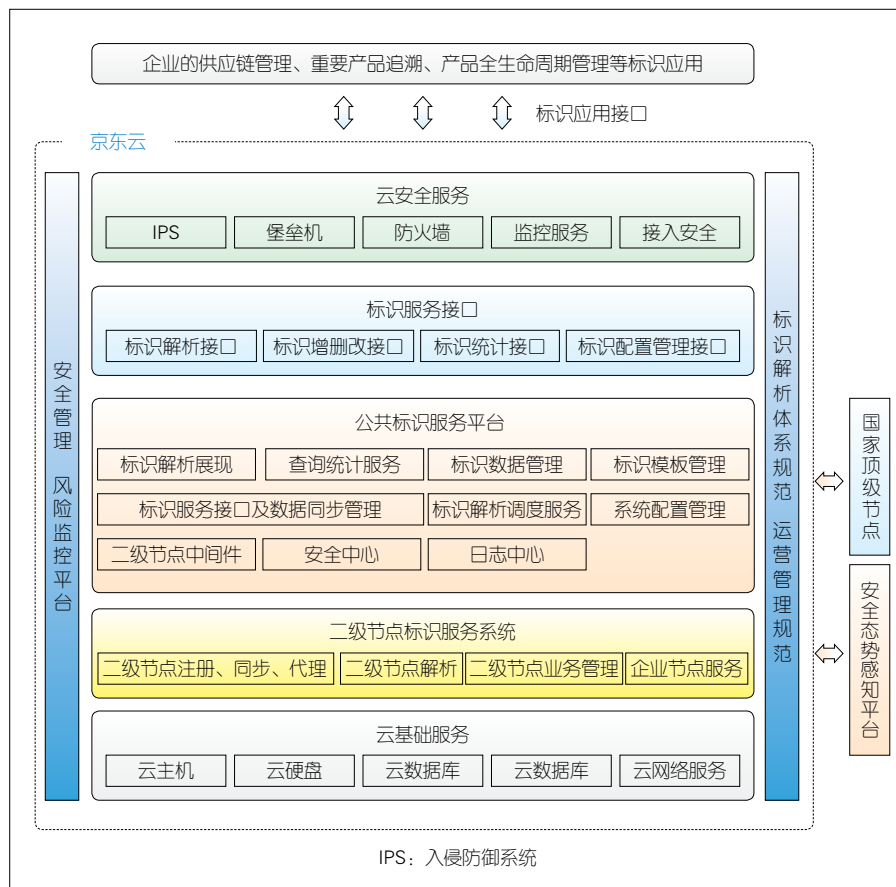 企业的供应链管理、重要产品追溯、产品全生命周期管理等标识应用
标识应用接口
京东云
安全管理 风险监控平台
云安全服务
IPS 堡垒机 防火墙 监控服务 接入安全
标识服务接口
标识解析接口 标识增删改接口 标识统计接口 标识配置管理接口
公共标识服务平台
标识解析展现 查询统计服务 标识数据管理 标识模板管理
标识服务接口及数据同步管理 标识解析调度服务 系统配置管理
二级节点中间件 安全中心 日志中心
二级节点标识服务系统
二级节点注册、同步、代理 二级节点解析 二级节点业务管理 企业节点服务
云基础服务
云主机 云硬盘 云数据库 云数据库 云网络服务
标识解析体系规范 运营管理规范
国家顶级节点
安全态势感知平台
IPS：入侵防御系统